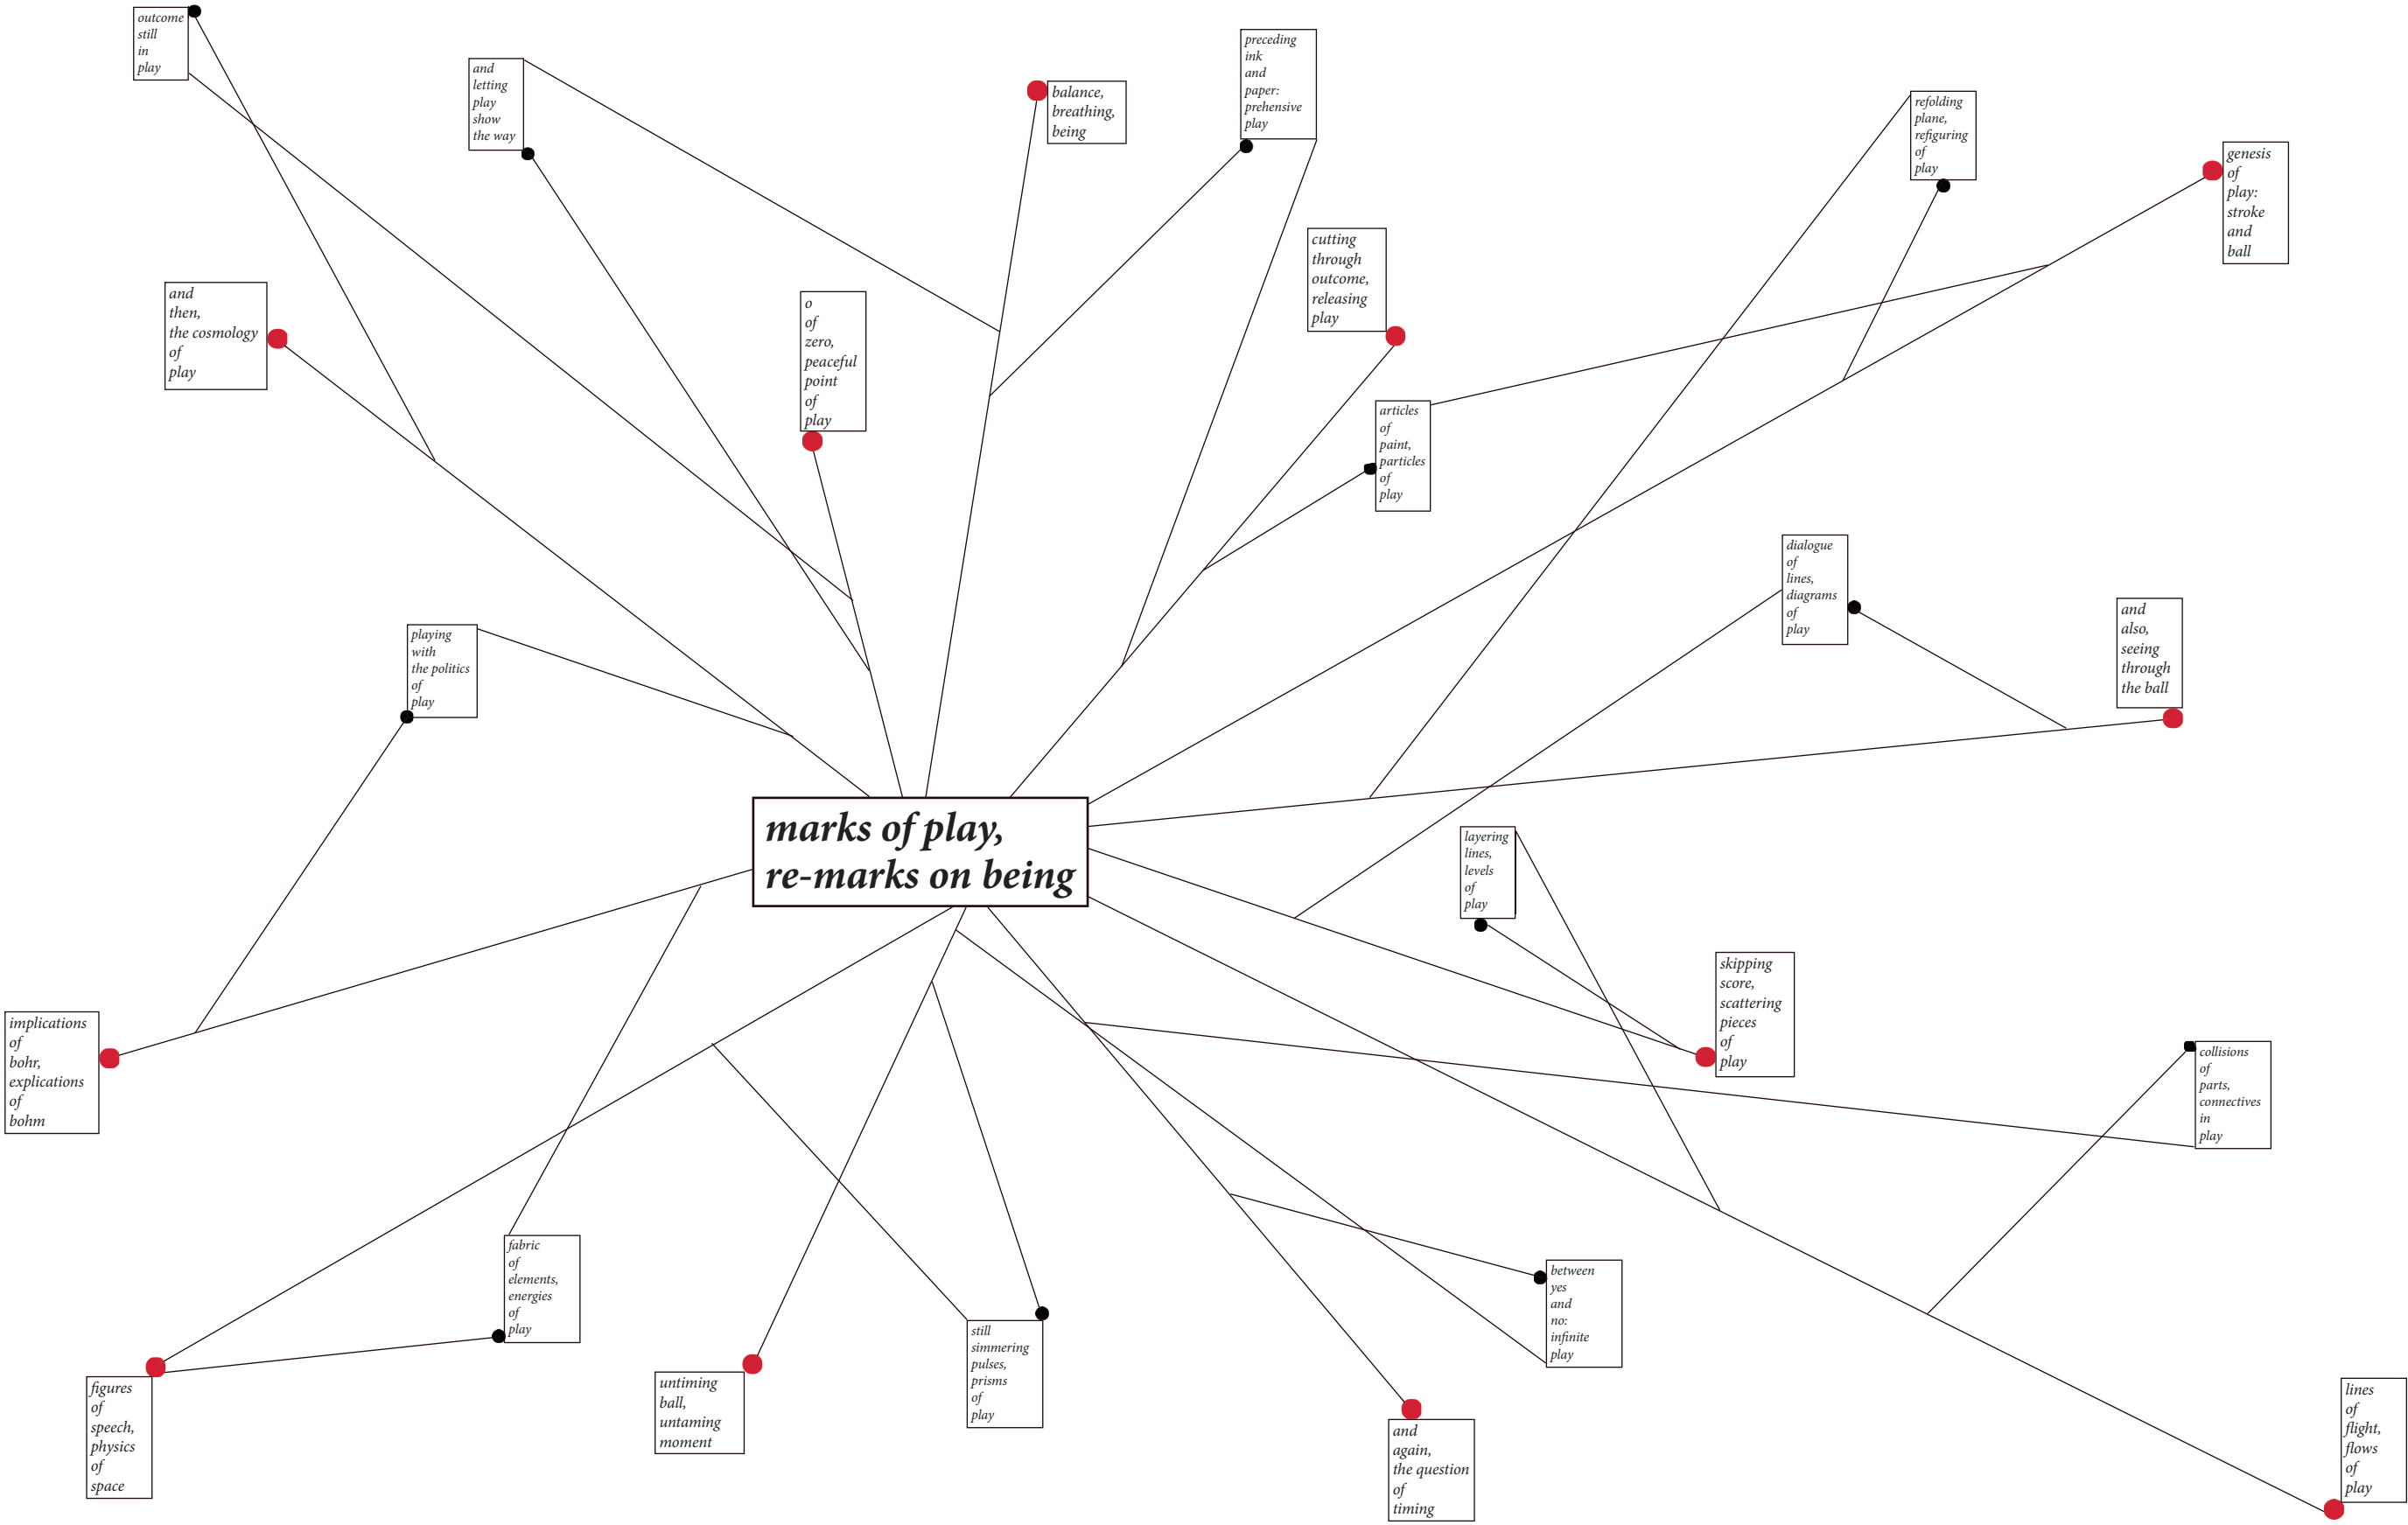 outcome
still
in
play
and
letting
play
show
the way
balance,
breathing,
being
preceding
ink
and
paper:
prehensive
play
refolding
plane,
refiguring
of
play
genesis
of
play:
stroke
and
ball
cutting
through
outcome,
releasing
play
and
then,
the cosmology
of
play
o
of
zero,
peaceful
point
of
play
articles
of
paint,
particles
of
play
dialogue
of
lines,
diagrams
of
play
and
also,
seeing
through
the ball
playing
with
the politics
of
play
marks of play,
re-marks on being
layering
lines,
levels
of
play
skipping
score,
scattering
pieces
of
play
implications
of
bohr,
explications
of
bohm
collisions
of
parts,
connectives
in
play
fabric
of
elements,
energies
of
play
between
yes
and
no:
infinite
play
still
simmering
pulses,
prisms
of
play
figures
of
speech,
physics
of
space
untiming
ball,
untaming
moment
and
again,
the question
of
timing
lines
of
flight,
flows
of
play